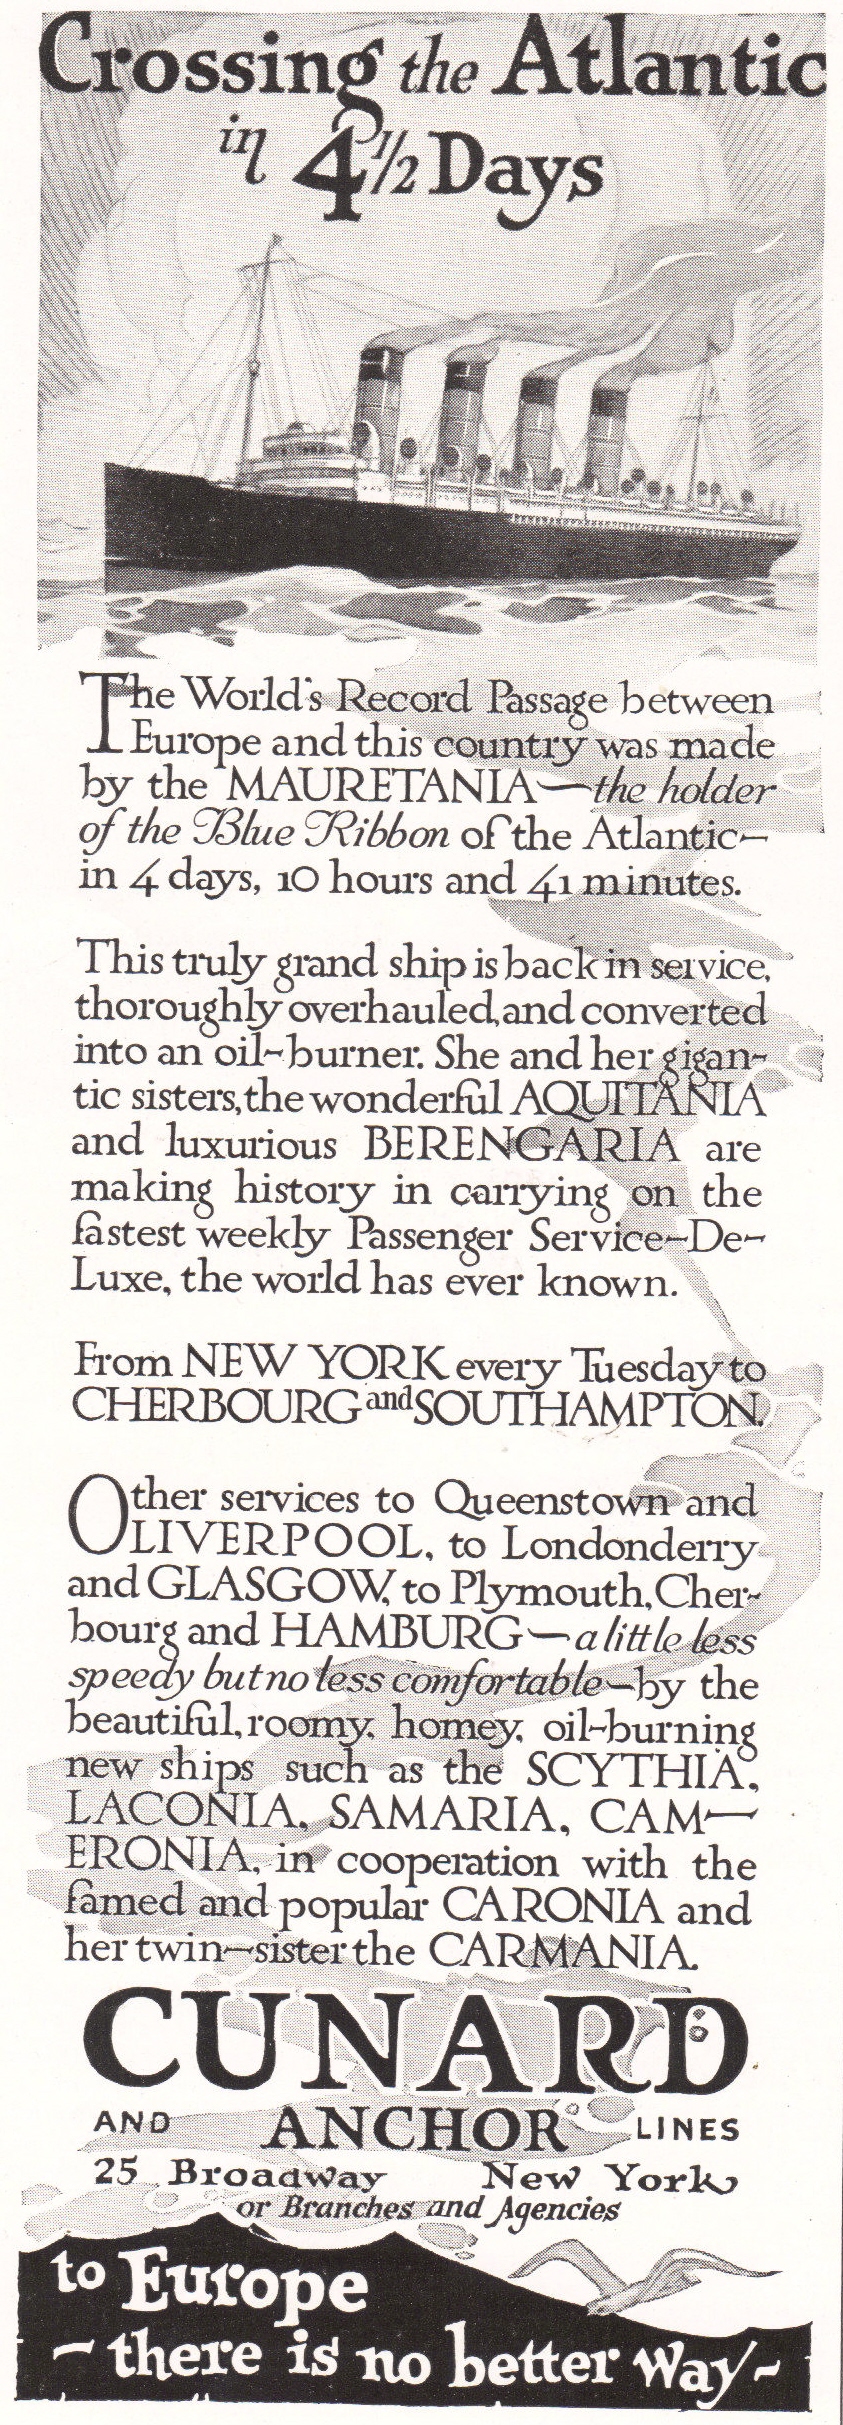 Crossing the Atlantic
in 4 1/2 Days
The World's Record Passage between
Europe and this country was made
by the MAURETANIA—the holder
of the Blue Ribbon of the Atlantic—
in 4 days, 10 hours and 41 minutes.
This truly grand ship is back in service,
thoroughly overhauled, and converted
into an oil-burner. She and her gigan-
tic sisters, the wonderful AQUITANIA
and luxurious BERENGARIA are
making history in carrying on the
fastest weekly Passenger Service-De-
Luxe, the world has ever known.
From NEW YORK every Tuesday to
CHERBOURG and SOUTHAMPTON.
Other services to Queenstown and
LIVERPOOL, to Londonderry
and GLASGOW, to Plymouth, Cher-
bourg and HAMBURG—a little less
speedy but no less comfortable—by the
beautiful, roomy, homey, oil-burning
new ships such as the SCYTHIA,
LACONIA, SAMARIA, CAM-
ERONIA, in cooperation with the
famed and popular CARONIA and
her twin-sister the CARMANIA.
CUNARD
AND ANCHOR LINES
25 Broadway New York
or Branches and Agencies
to Europe
- there is no better way -